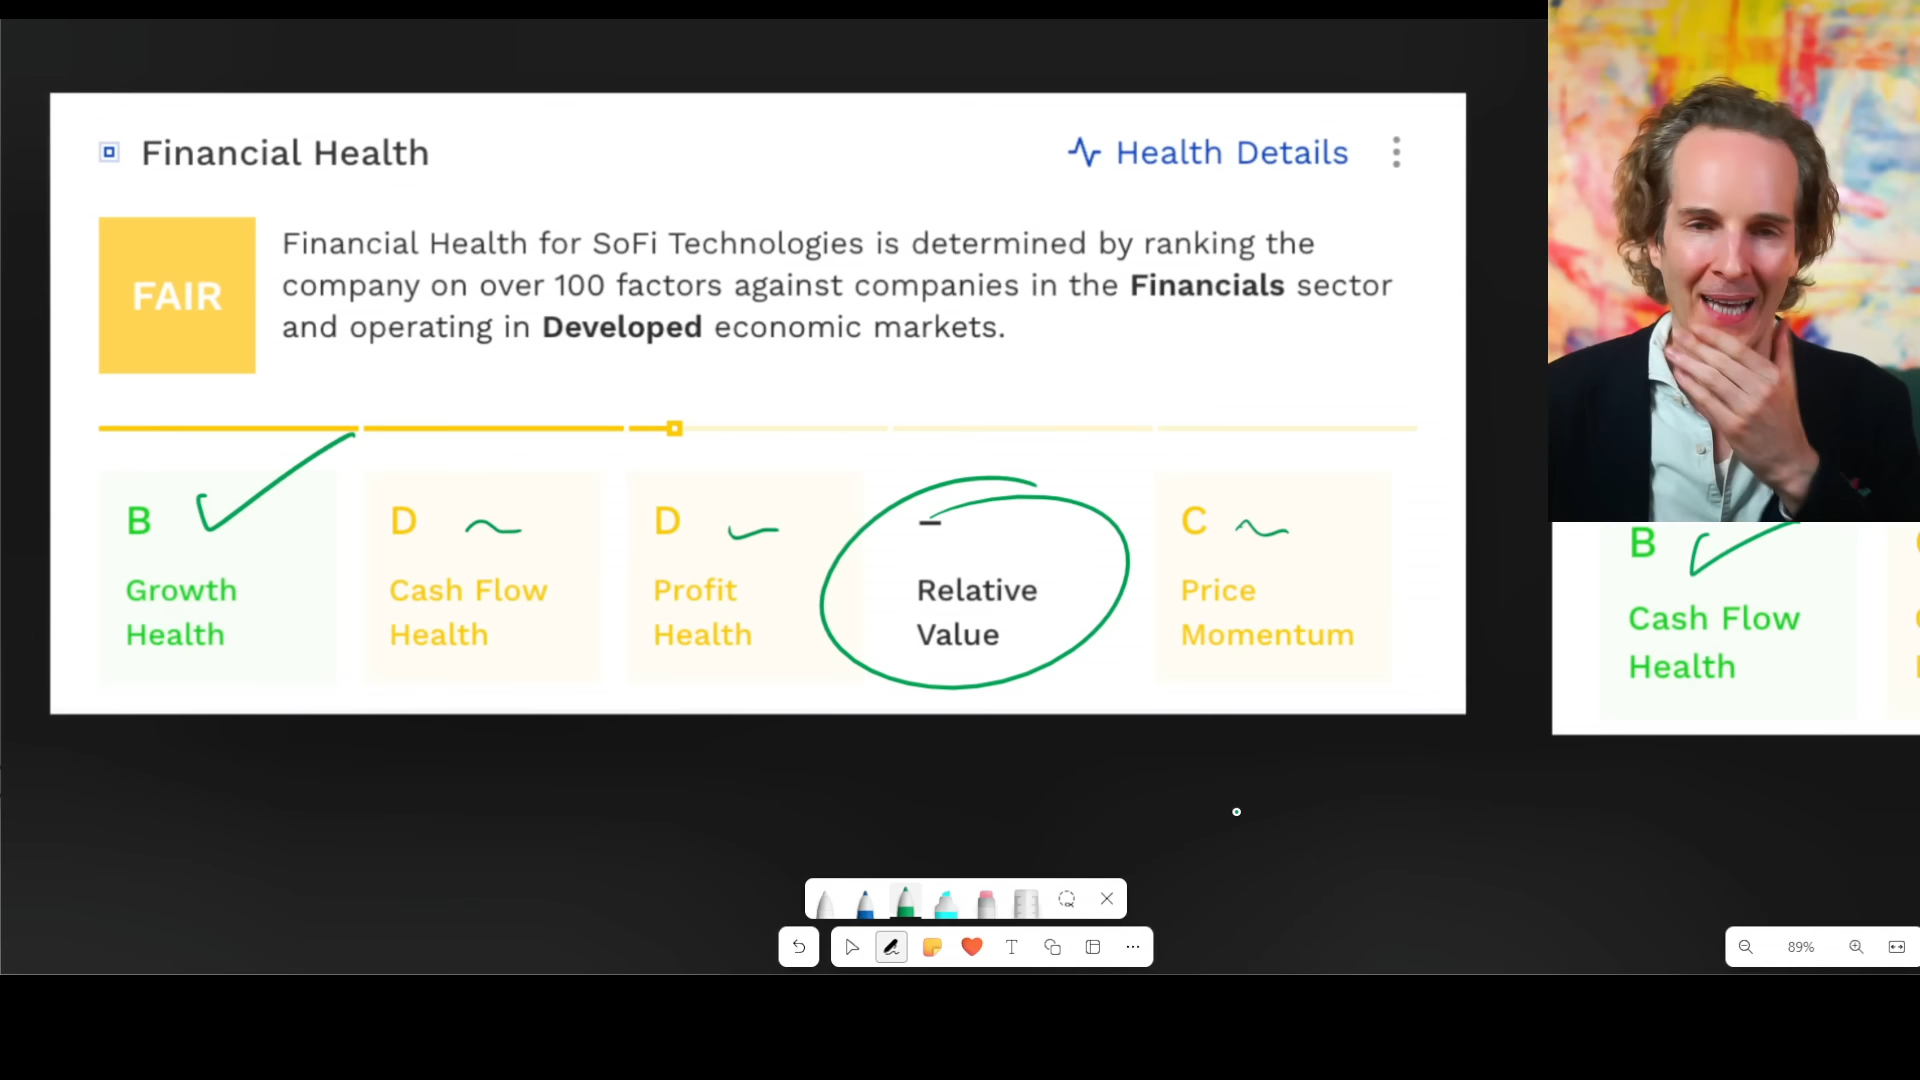 Financial Health
Health Details
FAIR
Financial Health for SoFi Technologies is determined by ranking the
company on over 100 factors against companies in the Financials sector
and operating in Developed economic markets.
B
Growth
Health
D
Cash Flow
Health
D
Profit
Health
–
Relative
Value
C
Price
Momentum
B
Cash Flow
Health
T
89%